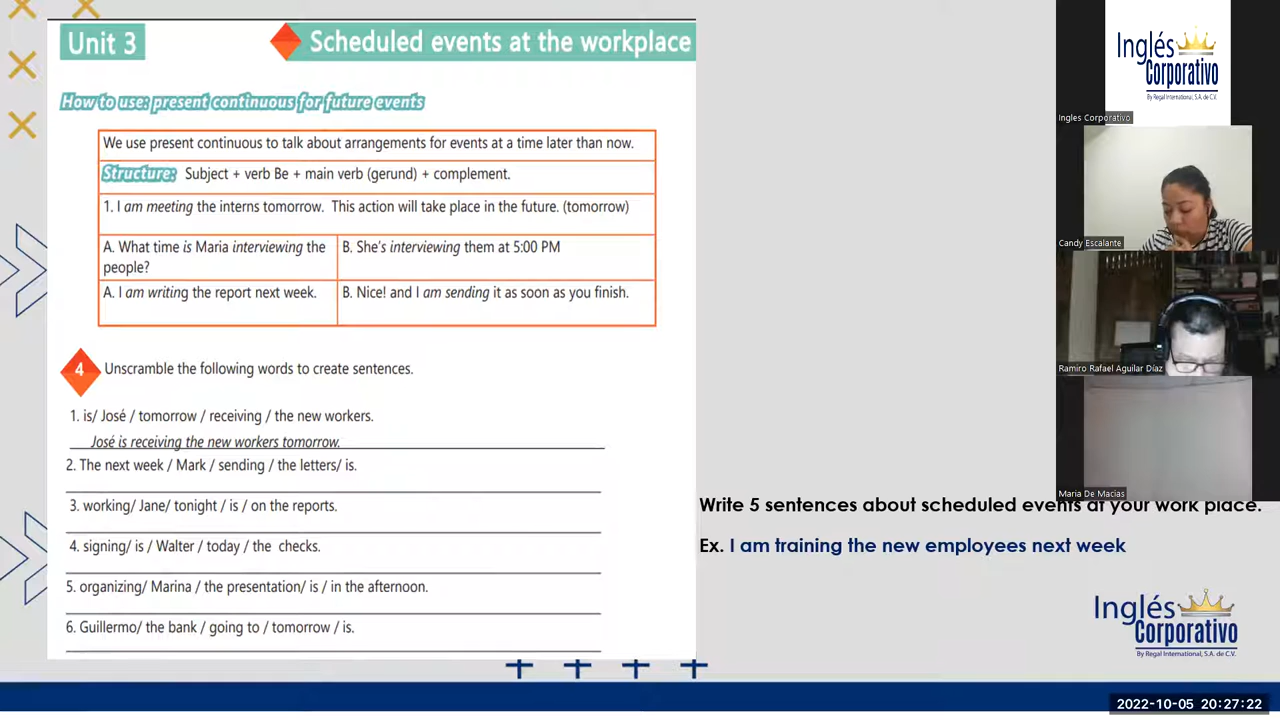 Unit 3
Scheduled events at the workplace
How to use: present continuous for future events
We use present continuous to talk about arrangements for events at a time later than now.
Structure: Subject + verb Be + main verb (gerund) + complement.
1. I am meeting the interns tomorrow. This action will take place in the future. (tomorrow)
A. What time is Maria interviewing the people?
B. She's interviewing them at 5:00 PM
A. I am writing the report next week.
B. Nice! and I am sending it as soon as you finish.
4 Unscramble the following words to create sentences.
1. is/ José / tomorrow / receiving / the new workers.
José is receiving the new workers tomorrow.
2. The next week / Mark / sending / the letters/ is.
3. working/ Jane/ tonight / is / on the reports.
4. signing/ is / Walter / today / the checks.
5. organizing/ Marina / the presentation/ is / in the afternoon.
6. Guillermo/ the bank / going to / tomorrow / is.
Write 5 sentences about scheduled events at your work place.
Ex. I am training the new employees next week
Inglés
Corporativo
By Regal International, S.A. de C.V.
Ingles Corporativo
Candy Escalante
Ramiro Rafael Aguilar Díaz
Maria De Macias
Inglés
Corporativo
By Regal International, S.A. de C.V.
2022-10-05 20:27:22